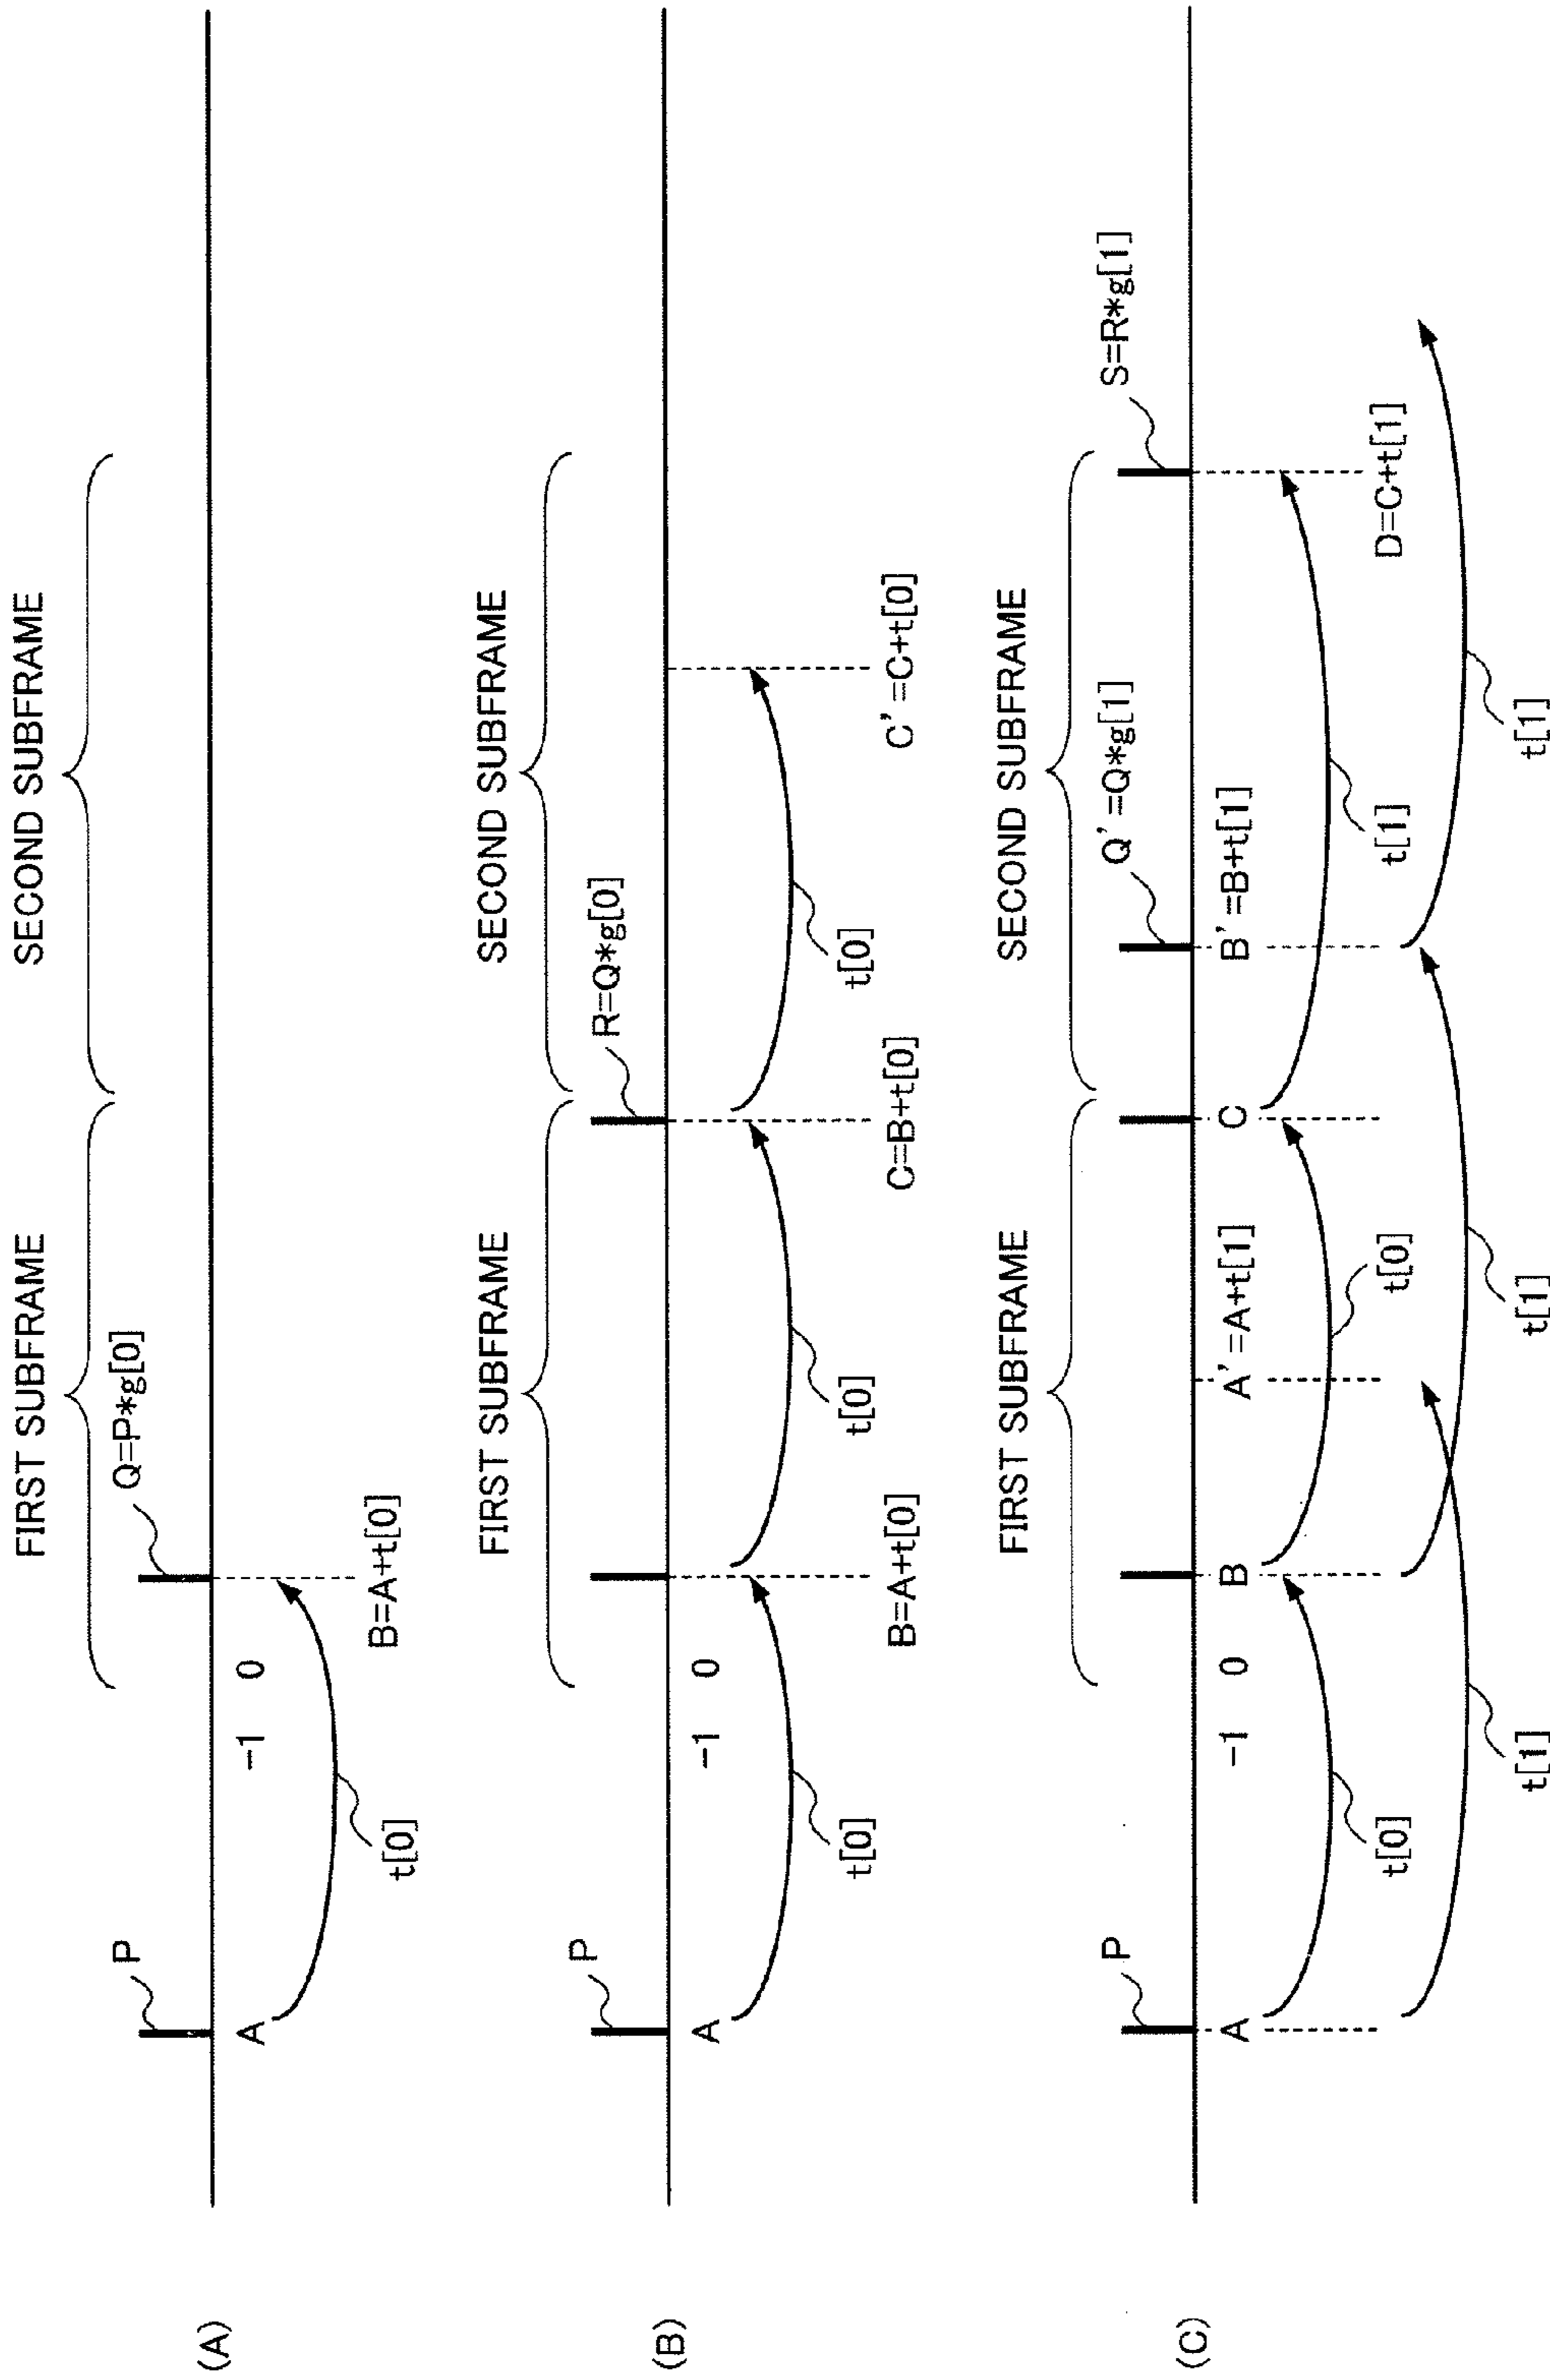 (A)
FIRST SUBFRAME
SECOND SUBFRAME
P
Q=P*g[0]
A
-1
0
t[0]
B=A+t[0]
(B)
FIRST SUBFRAME
SECOND SUBFRAME
P
R=Q*g[0]
A
-1
0
t[0]
t[0]
t[0]
B=A+t[0]
C=B+t[0]
C'=C+t[0]
(C)
FIRST SUBFRAME
SECOND SUBFRAME
P
Q'=Q*g[1]
S=R*g[1]
A
-1
0
B
A'=A+t[1]
C
B'=B+t[1]
t[0]
t[0]
t[1]
D=C+t[1]
t[1]
t[1]
t[1]